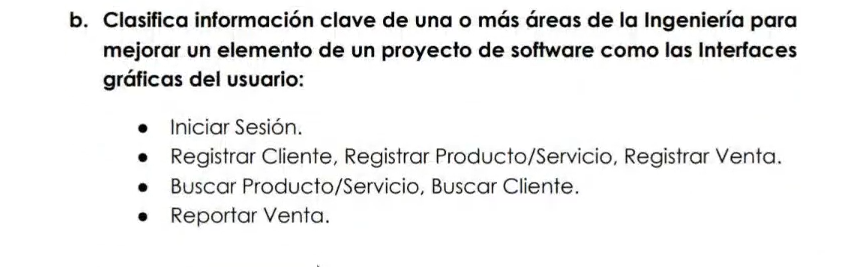 b. Clasifica información clave de una o más áreas de la Ingeniería para
mejorar un elemento de un proyecto de software como las Interfaces
gráficas del usuario:
• Iniciar Sesión.
• Registrar Cliente, Registrar Producto/Servicio, Registrar Venta.
• Buscar Producto/Servicio, Buscar Cliente.
• Reportar Venta.